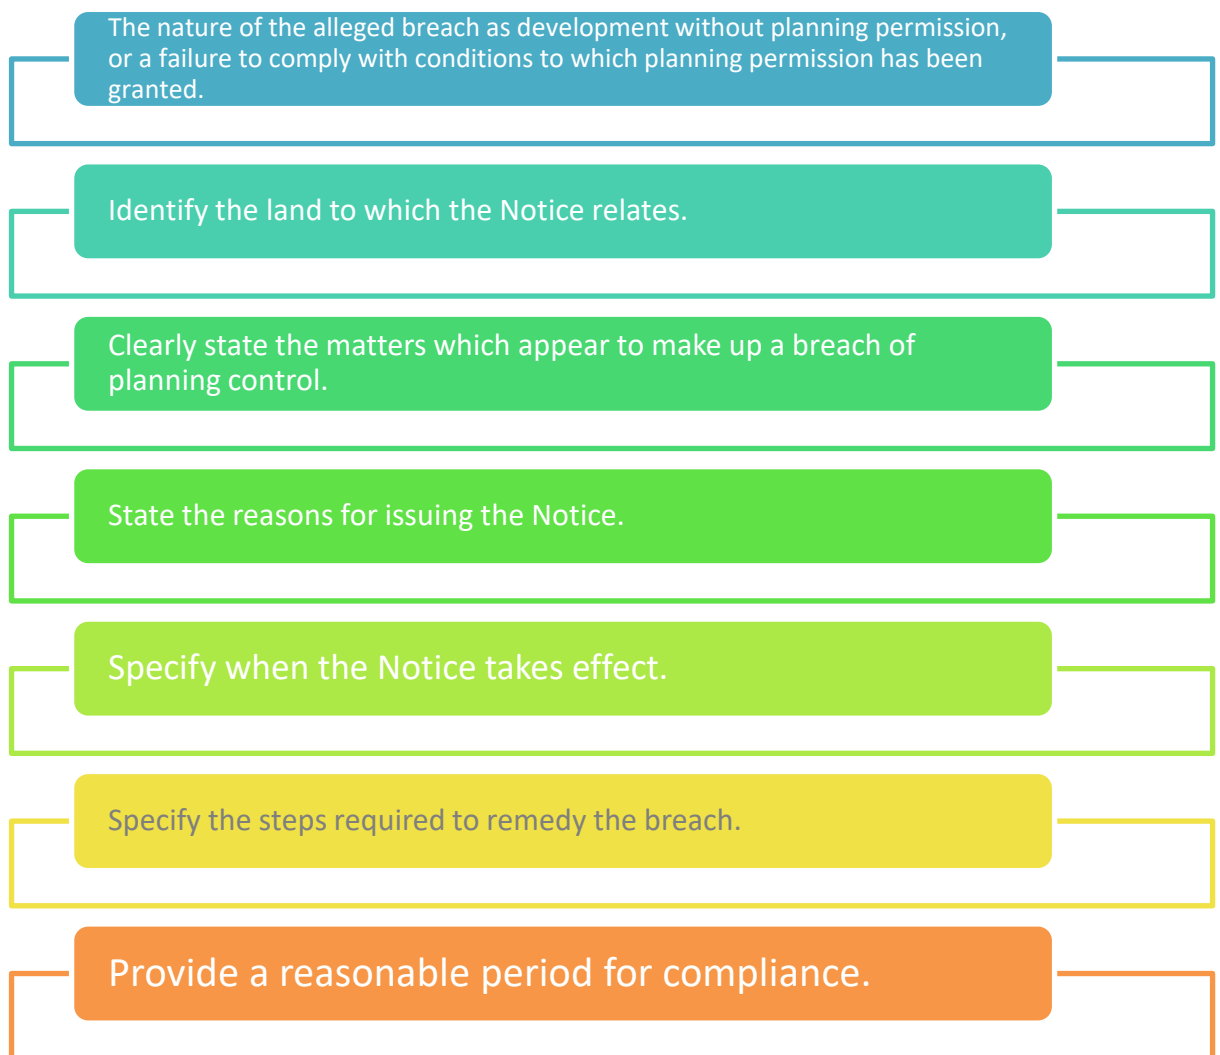 The nature of the alleged breach as development without planning permission,
or a failure to comply with conditions to which planning permission has been
granted.
Identify the land to which the Notice relates.
Clearly state the matters which appear to make up a breach of
planning control.
State the reasons for issuing the Notice.
Specify when the Notice takes effect.
Specify the steps required to remedy the breach.
Provide a reasonable period for compliance.